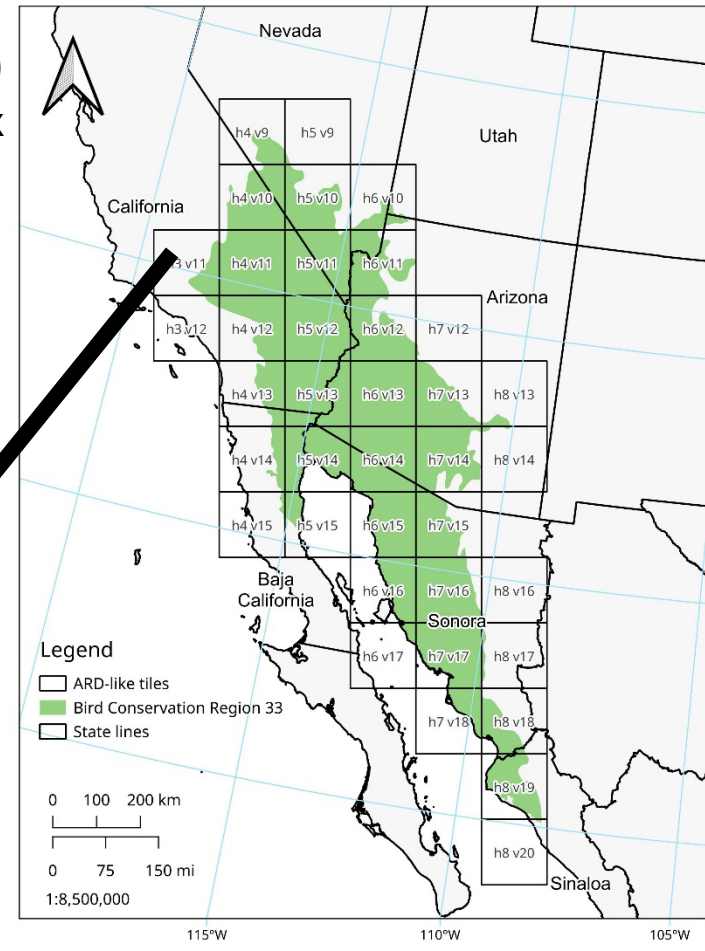 Nevada
h4 v9
h5 v9
Utah
h4 v10
h5 v10
h6 v10
California
v11
h4 v11
h5 v11
h6 v11
Arizona
h3 v12
h4 v12
h5 v12
h6 v12
h7 v12
h4 v13
h5 v13
h6 v13
h7 v13
h8 v13
h4 v14
h5 v14
h6 v14
h7 v14
h8 v14
h4 v15
h5 v15
h6 v15
h7 v15
Baja
California
h6 v16
h7 v16
h8 v16
Sonora
h6 v17
h7 v17
h8 v17
h7 v18
h8 v18
h8 v19
h8 v20
Sinaloa
Legend
ARD-like tiles
Bird Conservation Region 33
State lines
0 100 200 km
0 75 150 mi
1:8,500,000
115°W 110°W 105°W